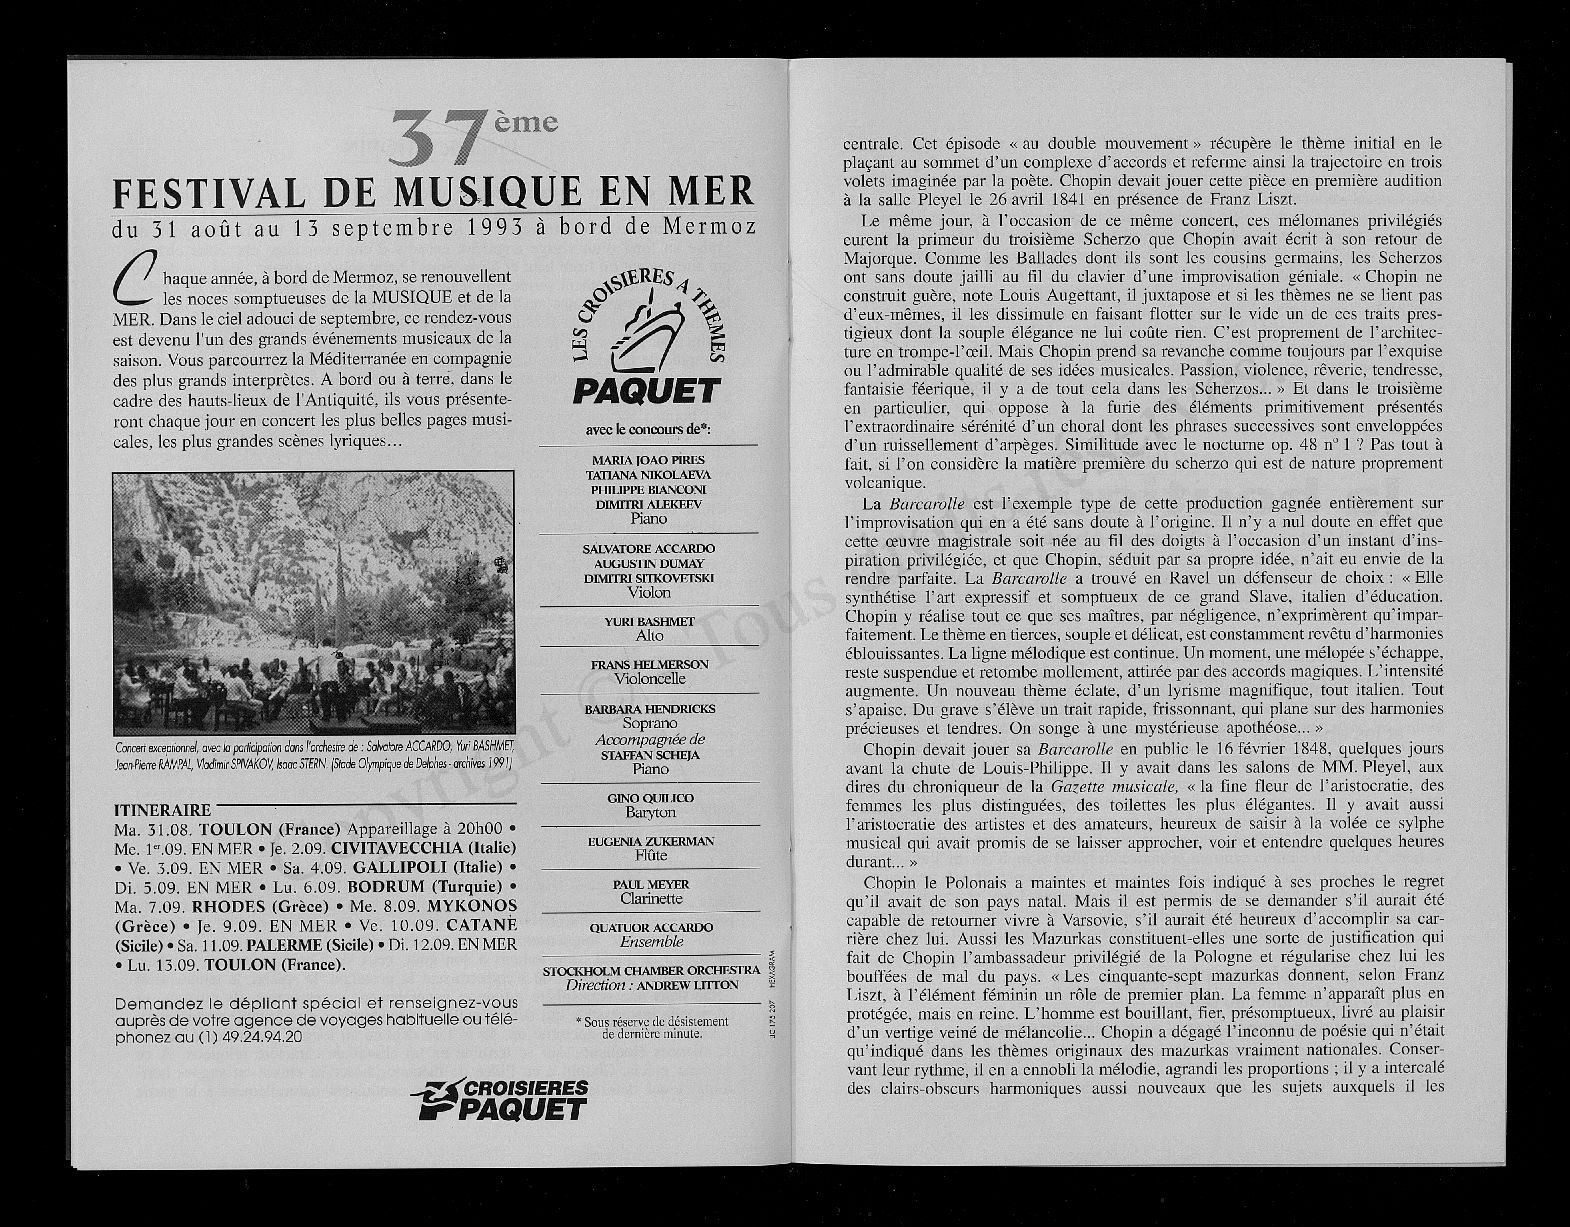 37ème
FESTIVAL DE MUSIQUE EN MER
du 31 août au 13 septembre 1993 à bord de Mermoz
Chaque année, à bord de Mermoz, se renouvellent
les noces somptueuses de la MUSIQUE et de la
MER. Dans le ciel adouci de septembre, ce rendez-vous
est devenu l'un des grands événements musicaux de la
saison. Vous parcourrez la Méditerranée en compagnie
des plus grands interprètes. A bord ou à terre, dans le
cadre des hauts-lieux de l'Antiquité, ils vous présente-
ront chaque jour en concert les plus belles pages musi-
cales, les plus grandes scènes lyriques...
Concert exceptionnel, avec la participation dans l'orchestre de : Salvatore ACCARDO, Yuri BASHMET,
Jean-Pierre RAMPAL, Vladimir SPIVAKOV, Isaac STERN. (Stade Olympique de Delphes - archives 1991)
ITINERAIRE
Ma. 31.08. TOULON (France) Appareillage à 20h00 •
Me. 1er.09. EN MER • Je. 2.09. CIVITAVECCHIA (Italie)
• Ve. 3.09. EN MER • Sa. 4.09. GALLIPOLI (Italie) •
Di. 5.09. EN MER • Lu. 6.09. BODRUM (Turquie) •
Ma. 7.09. RHODES (Grèce) • Me. 8.09. MYKONOS
(Grèce) • Je. 9.09. EN MER • Ve. 10.09. CATANE
(Sicile) • Sa. 11.09. PALERME (Sicile) • Di. 12.09. EN MER
• Lu. 13.09. TOULON (France).
Demandez le dépliant spécial et renseignez-vous
auprès de votre agence de voyages habituelle ou télé-
phonez au (1) 49.24.94.20
LES CROISIERES A THEMES
PAQUET
avec le concours de*:
MARIA JOAO PIRES
TATIANA NIKOLAEVA
PHILIPPE BIANCONI
DIMITRI ALEKEEV
Piano
SALVATORE ACCARDO
AUGUSTIN DUMAY
DIMITRI SITKOVETSKI
Violon
YURI BASHMET
Alto
FRANS HELMERSON
Violoncelle
BARBARA HENDRICKS
Soprano
Accompagnée de
STAFFAN SCHEJA
Piano
GINO QUILICO
Baryton
EUGENIA ZUKERMAN
Flûte
PAUL MEYER
Clarinette
QUATUOR ACCARDO
Ensemble
STOCKHOLM CHAMBER ORCHESTRA
Direction : ANDREW LITTON
* Sous réserve de désistement
de dernière minute.
JC 175 207 HEXAGRAM
CROISIERES
PAQUET
centrale. Cet épisode « au double mouvement » récupère le thème initial en le
plaçant au sommet d'un complexe d'accords et referme ainsi la trajectoire en trois
volets imaginée par la poète. Chopin devait jouer cette pièce en première audition
à la salle Pleyel le 26 avril 1841 en présence de Franz Liszt.
Le même jour, à l'occasion de ce même concert, ces mélomanes privilégiés
eurent la primeur du troisième Scherzo que Chopin avait écrit à son retour de
Majorque. Comme les Ballades dont ils sont les cousins germains, les Scherzos
ont sans doute jailli au fil du clavier d'une improvisation géniale. « Chopin ne
construit guère, note Louis Augettant, il juxtapose et si les thèmes ne se lient pas
d'eux-mêmes, il les dissimule en faisant flotter sur le vide un de ces traits pres-
tigieux dont la souple élégance ne lui coûte rien. C'est proprement de l'architec-
ture en trompe-l'œil. Mais Chopin prend sa revanche comme toujours par l'exquise
ou l'admirable qualité de ses idées musicales. Passion, violence, rêverie, tendresse,
fantaisie féerique, il y a de tout cela dans les Scherzos... » Et dans le troisième
en particulier, qui oppose à la furie des éléments primitivement présentés
l'extraordinaire sérénité d'un choral dont les phrases successives sont enveloppées
d'un ruissellement d'arpèges. Similitude avec le nocturne op. 48 n° 1 ? Pas tout à
fait, si l'on considère la matière première du scherzo qui est de nature proprement
volcanique.
La Barcarolle est l'exemple type de cette production gagnée entièrement sur
l'improvisation qui en a été sans doute à l'origine. Il n'y a nul doute en effet que
cette œuvre magistrale soit née au fil des doigts à l'occasion d'un instant d'ins-
piration privilégiée, et que Chopin, séduit par sa propre idée, n'ait eu envie de la
rendre parfaite. La Barcarolle a trouvé en Ravel un défenseur de choix : « Elle
synthétise l'art expressif et somptueux de ce grand Slave, italien d'éducation.
Chopin y réalise tout ce que ses maîtres, par négligence, n'exprimèrent qu'impar-
faitement. Le thème en tierces, souple et délicat, est constamment revêtu d'harmonies
éblouissantes. La ligne mélodique est continue. Un moment, une mélopée s'échappe,
reste suspendue et retombe mollement, attirée par des accords magiques. L'intensité
augmente. Un nouveau thème éclate, d'un lyrisme magnifique, tout italien. Tout
s'apaise. Du grave s'élève un trait rapide, frissonnant, qui plane sur des harmonies
précieuses et tendres. On songe à une mystérieuse apothéose... »
Chopin devait jouer sa Barcarolle en public le 16 février 1848, quelques jours
avant la chute de Louis-Philippe. Il y avait dans les salons de MM. Pleyel, aux
dires du chroniqueur de la Gazette musicale, « la fine fleur de l'aristocratie, des
femmes les plus distinguées, des toilettes les plus élégantes. Il y avait aussi
l'aristocratie des artistes et des amateurs, heureux de saisir à la volée ce sylphe
musical qui avait promis de se laisser approcher, voir et entendre quelques heures
durant... »
Chopin le Polonais a maintes et maintes fois indiqué à ses proches le regret
qu'il avait de son pays natal. Mais il est permis de se demander s'il aurait été
capable de retourner vivre à Varsovie, s'il aurait été heureux d'accomplir sa car-
rière chez lui. Aussi les Mazurkas constituent-elles une sorte de justification qui
fait de Chopin l'ambassadeur privilégié de la Pologne et régularise chez lui les
bouffées de mal du pays. « Les cinquante-sept mazurkas donnent, selon Franz
Liszt, à l'élément féminin un rôle de premier plan. La femme n'apparaît plus en
protégée, mais en reine. L'homme est bouillant, fier, présomptueux, livré au plaisir
d'un vertige veiné de mélancolie... Chopin a dégagé l'inconnu de poésie qui n'était
qu'indiqué dans les thèmes originaux des mazurkas vraiment nationales. Conser-
vant leur rythme, il en a ennobli la mélodie, agrandi les proportions ; il y a intercalé
des clairs-obscurs harmoniques aussi nouveaux que les sujets auxquels il les
Copyright © Tous